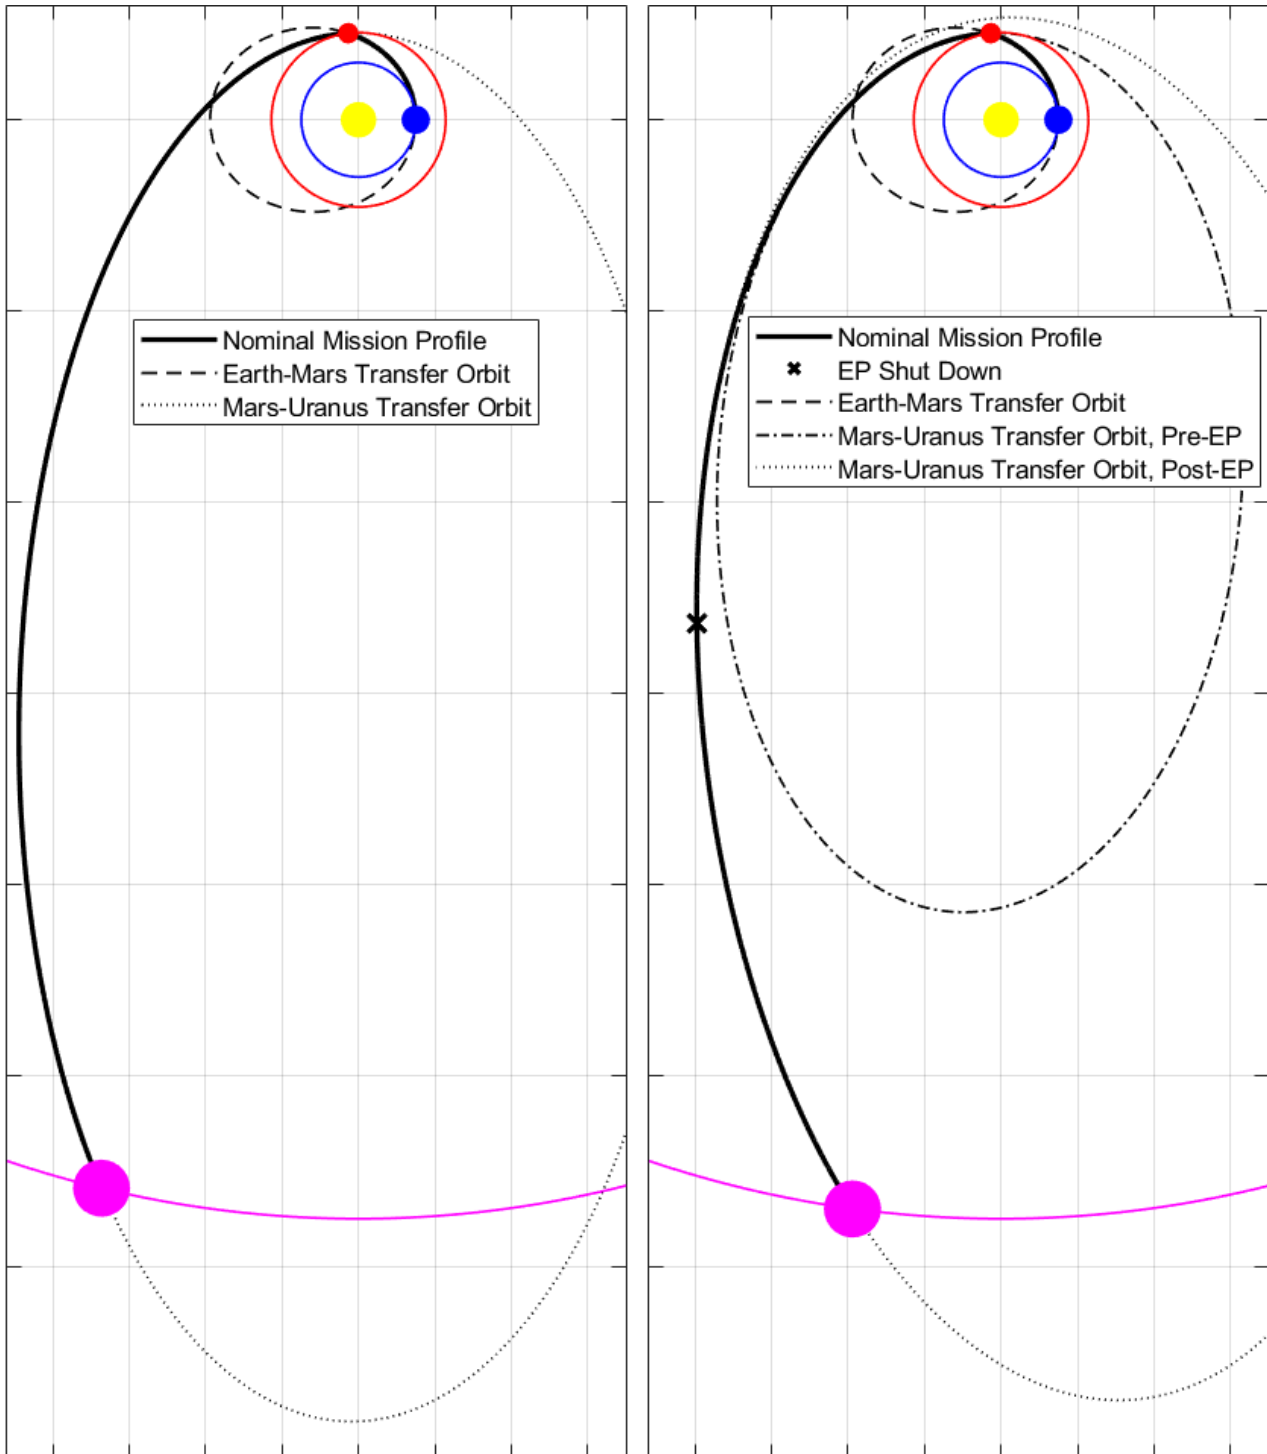 Nominal Mission Profile
Earth-Mars Transfer Orbit
Mars-Uranus Transfer Orbit
Nominal Mission Profile
EP Shut Down
Earth-Mars Transfer Orbit
Mars-Uranus Transfer Orbit, Pre-EP
Mars-Uranus Transfer Orbit, Post-EP